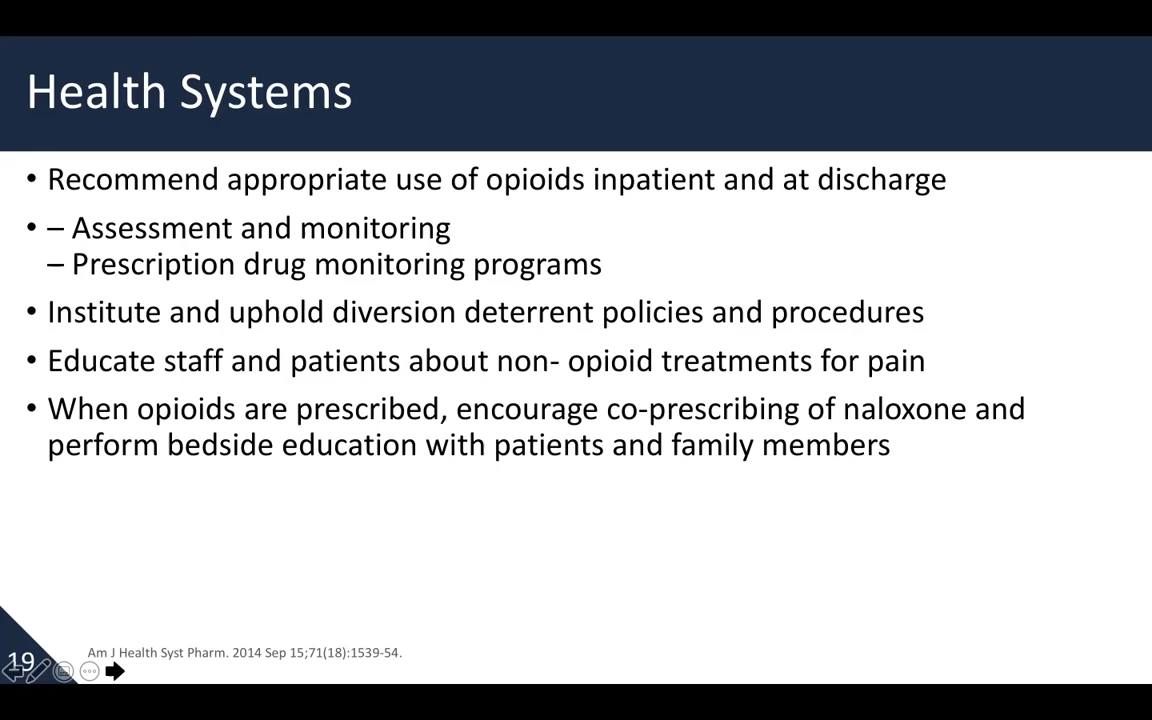 Health Systems
• Recommend appropriate use of opioids inpatient and at discharge
• – Assessment and monitoring
– Prescription drug monitoring programs
• Institute and uphold diversion deterrent policies and procedures
• Educate staff and patients about non- opioid treatments for pain
• When opioids are prescribed, encourage co-prescribing of naloxone and
perform bedside education with patients and family members
Am J Health Syst Pharm. 2014 Sep 15;71(18):1539-54.
19